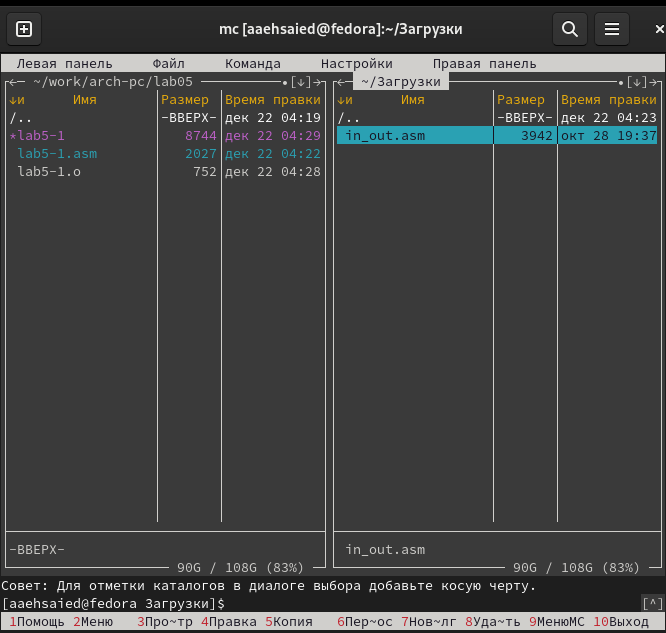 mc [aaehsaied@fedora]:~/Загрузки
Левая панель Файл Команда Настройки Правая панель
~/work/arch-pc/lab05 •[↓] ~/Загрузки •[↓]
↓и Имя Размер Время правки ↓и Имя Размер Время правки
/.. -ВВЕРХ- дек 22 04:19 /.. -ВВЕРХ- дек 22 04:23
*lab5-1 8744 дек 22 04:29 in_out.asm 3942 окт 28 19:37
lab5-1.asm 2027 дек 22 04:22
lab5-1.o 752 дек 22 04:28
-ВВЕРХ- in_out.asm
90G / 108G (83%) 90G / 108G (83%)
Совет: Для отметки каталогов в диалоге выбора добавьте косую черту.
[aaehsaied@fedora Загрузки]$ [^]
1Помощь 2Меню 3Про~тр 4Правка 5Копия 6Пер~ос 7Нов~лг 8Уда~ть 9МенюMC 10Выход